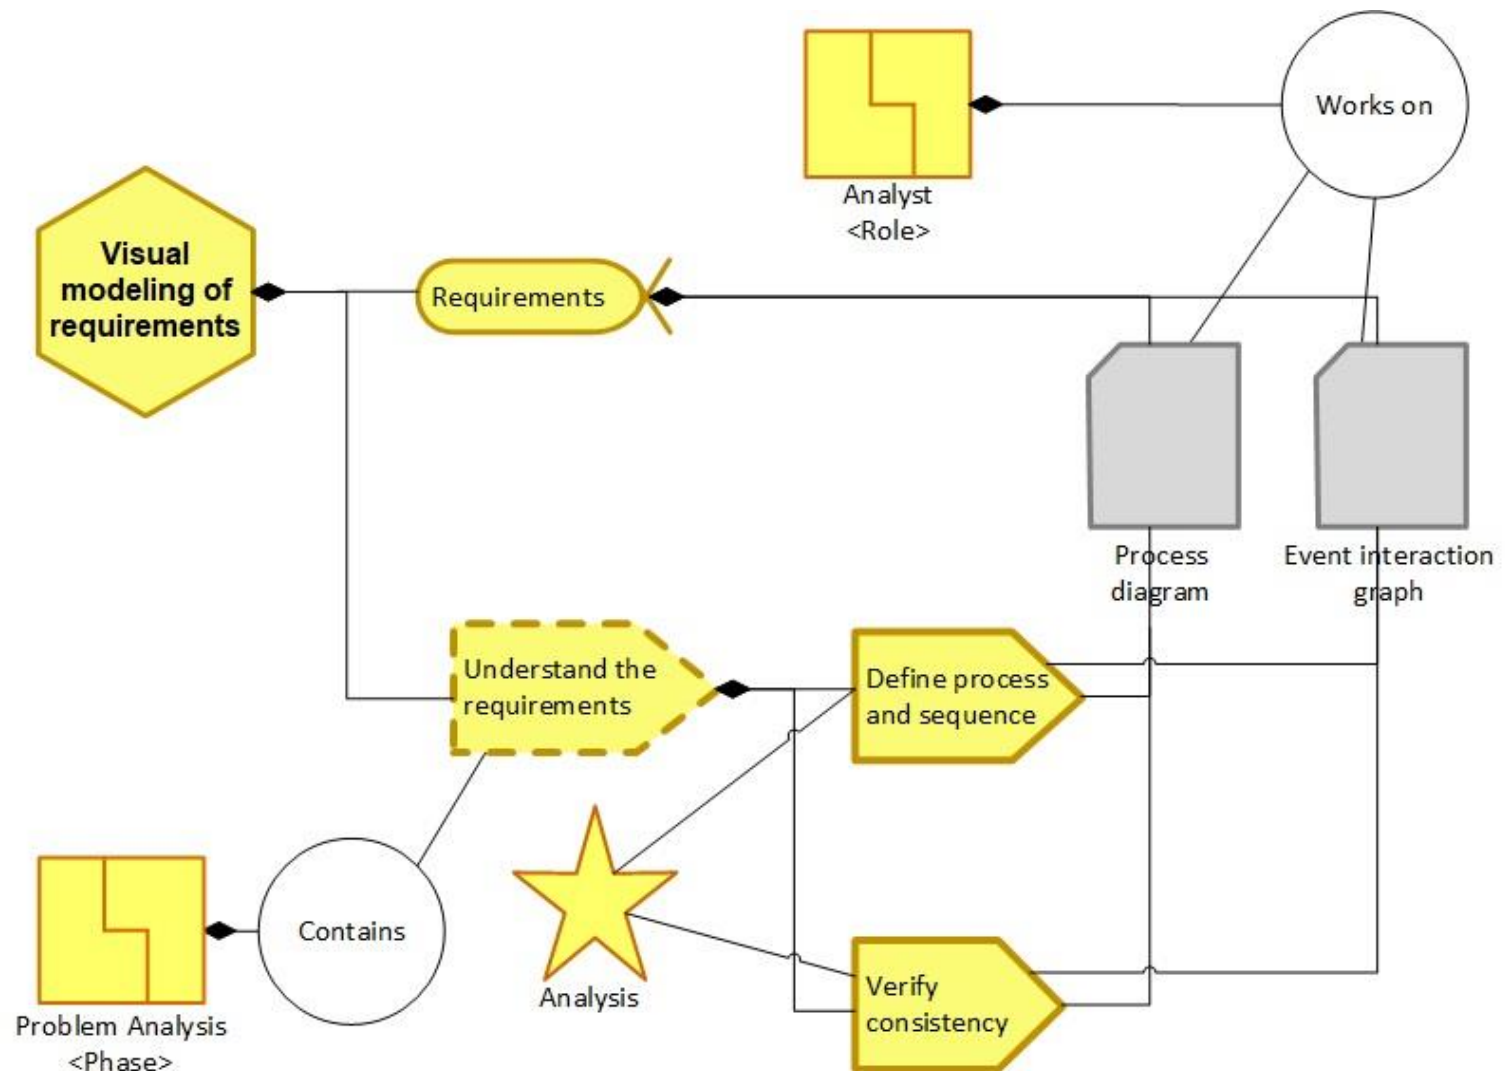 Works on
Analyst
<Role>
Visual
modeling of
requirements
Requirements
Process
diagram
Event interaction
graph
Understand the
requirements
Define process
and sequence
Contains
Analysis
Verify
consistency
Problem Analysis
<Phase>